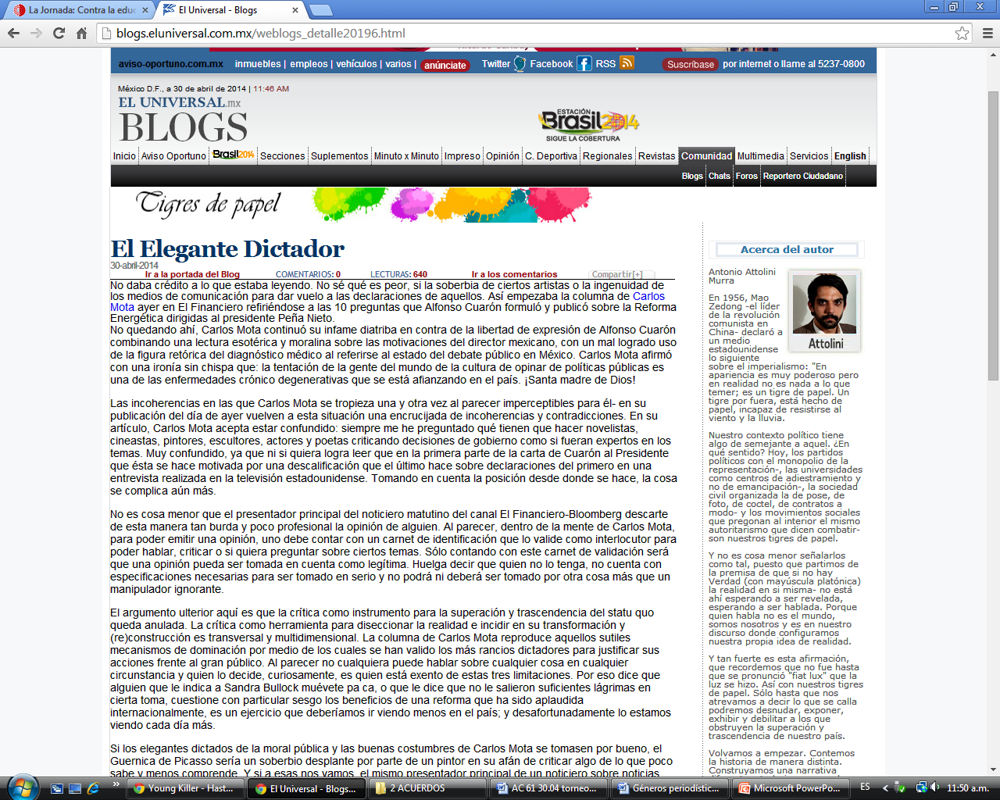 La Jornada: Contra la educ
El Universal - Blogs
blogs.eluniversal.com.mx/weblogs_detalle20196.html
aviso-oportuno.com.mx inmuebles | empleos | vehículos | varios | anúnciate Twitter Facebook RSS Suscríbase por internet o llame al 5237-0800
México D.F., a 30 de abril de 2014 | 11:46 AM
EL UNIVERSAL.mx
BLOGS
ESTACIÓN
Brasil2014
SIGUE LA COBERTURA
Inicio Aviso Oportuno Brasil2014 Secciones Suplementos Minuto x Minuto Impreso Opinión C. Deportiva Regionales Revistas Comunidad Multimedia Servicios English
Blogs Chats Foros Reportero Ciudadano
Tigres de papel
El Elegante Dictador
30-abril-2014
Ir a la portada del Blog COMENTARIOS: 0 LECTURAS: 640 Ir a los comentarios Compartir[+]
No daba crédito a lo que estaba leyendo. No sé qué es peor, si la soberbia de ciertos artistas o la ingenuidad de
los medios de comunicación para dar vuelo a las declaraciones de aquellos. Así empezaba la columna de Carlos
Mota ayer en El Financiero refiriéndose a las 10 preguntas que Alfonso Cuarón formuló y publicó sobre la Reforma
Energética dirigidas al presidente Peña Nieto.
No quedando ahí, Carlos Mota continuó su infame diatriba en contra de la libertad de expresión de Alfonso Cuarón
combinando una lectura esotérica y moralina sobre las motivaciones del director mexicano, con un mal logrado uso
de la figura retórica del diagnóstico médico al referirse al estado del debate público en México. Carlos Mota afirmó
con una ironía sin chispa que: la tentación de la gente del mundo de la cultura de opinar de políticas públicas es
una de las enfermedades crónico degenerativas que se está afianzando en el país. ¡Santa madre de Dios!
Las incoherencias en las que Carlos Mota se tropieza una y otra vez al parecer imperceptibles para él- en su
publicación del día de ayer vuelven a esta situación una encrucijada de incoherencias y contradicciones. En su
artículo, Carlos Mota acepta estar confundido: siempre me he preguntado qué tienen que hacer novelistas,
cineastas, pintores, escultores, actores y poetas criticando decisiones de gobierno como si fueran expertos en los
temas. Muy confundido, ya que ni si quiera logra leer que en la primera parte de la carta de Cuarón al Presidente
que ésta se hace motivada por una descalificación que el último hace sobre declaraciones del primero en una
entrevista realizada en la televisión estadounidense. Tomando en cuenta la posición desde donde se hace, la cosa
se complica aún más.
No es cosa menor que el presentador principal del noticiero matutino del canal El Financiero-Bloomberg descarte
de esta manera tan burda y poco profesional la opinión de alguien. Al parecer, dentro de la mente de Carlos Mota,
para poder emitir una opinión, uno debe contar con un carnet de identificación que lo valide como interlocutor para
poder hablar, criticar o si quiera preguntar sobre ciertos temas. Sólo contando con este carnet de validación será
que una opinión pueda ser tomada en cuenta como legítima. Huelga decir que quien no lo tenga, no cuenta con
especificaciones necesarias para ser tomado en serio y no podrá ni deberá ser tomado por otra cosa más que un
manipulador ignorante.
El argumento ulterior aquí es que la crítica como instrumento para la superación y trascendencia del statu quo
queda anulada. La crítica como herramienta para diseccionar la realidad e incidir en su transformación y
(re)construcción es transversal y multidimensional. La columna de Carlos Mota reproduce aquellos sutiles
mecanismos de dominación por medio de los cuales se han valido los más rancios dictadores para justificar sus
acciones frente al gran público. Al parecer no cualquiera puede hablar sobre cualquier cosa en cualquier
circunstancia y quien lo decide, curiosamente, es quien está exento de estas tres limitaciones. Por eso dice que
alguien que le indica a Sandra Bullock muévete pa ca, o que le dice que no le salieron suficientes lágrimas en
cierta toma, cuestione con particular sesgo los beneficios de una reforma que ha sido aplaudida
internacionalmente, es un ejercicio que deberíamos ir viendo menos en el país; y desafortunadamente lo estamos
viendo cada día más.
Si los elegantes dictados de la moral pública y las buenas costumbres de Carlos Mota se tomasen por bueno, el
Guernica de Picasso sería un soberbio desplante por parte de un pintor en su afán de criticar algo de lo que poco
sabe y menos comprende. Y si a esas nos vamos, el mismo presentador principal de un noticiero sobre noticias
Acerca del autor
Antonio Attolini
Murra
Attolini
En 1956, Mao
Zedong -el líder
de la revolución
comunista en
China- declaró a
un medio
estadounidense
lo siguiente
sobre el imperialismo: "En
apariencia es muy poderoso pero
en realidad no es nada a lo que
temer; es un tigre de papel. Un
tigre por fuera, está hecho de
papel, incapaz de resistirse al
viento y la lluvia.
Nuestro contexto político tiene
algo de semejante a aquel. ¿En
qué sentido? Hoy, los partidos
políticos con el monopolio de la
representación-, las universidades
como centros de adiestramiento y
no de emancipación-, la sociedad
civil organizada la de pose, de
foto, de coctel, de contratos a
modo- y los movimientos sociales
que pregonan al interior el mismo
autoritarismo que dicen combatir-
son nuestros tigres de papel.
Y no es cosa menor señalarlos
como tal, puesto que partimos de
la premisa de que si no hay
Verdad (con mayúscula platónica)
la realidad en si misma- no está
ahí esperando a ser revelada,
esperando a ser hablada. Porque
quien habla no es el mundo,
somos nosotros y es en nuestro
discurso donde configuramos
nuestra propia idea de realidad.
Y tan fuerte es esta afirmación,
que recordemos que no fue hasta
que se pronunció "fiat lux" que la
luz se hizo. Así con nuestros tigres
de papel. Sólo hasta que nos
atrevamos a decir lo que se calla
podremos desnudar, exponer,
exhibir y debilitar a los que
obstruyen la superación y
trascendencia de nuestro país.
Volvamos a empezar. Contemos
la historia de manera distinta.
Construyamos una narrativa
Young Killer - Hast...
El Universal - Blogs...
2 ACUERDOS
AC 61 30.04 torneo...
Géneros periodístic...
Microsoft PowerPo...
ES
11:50 a.m.